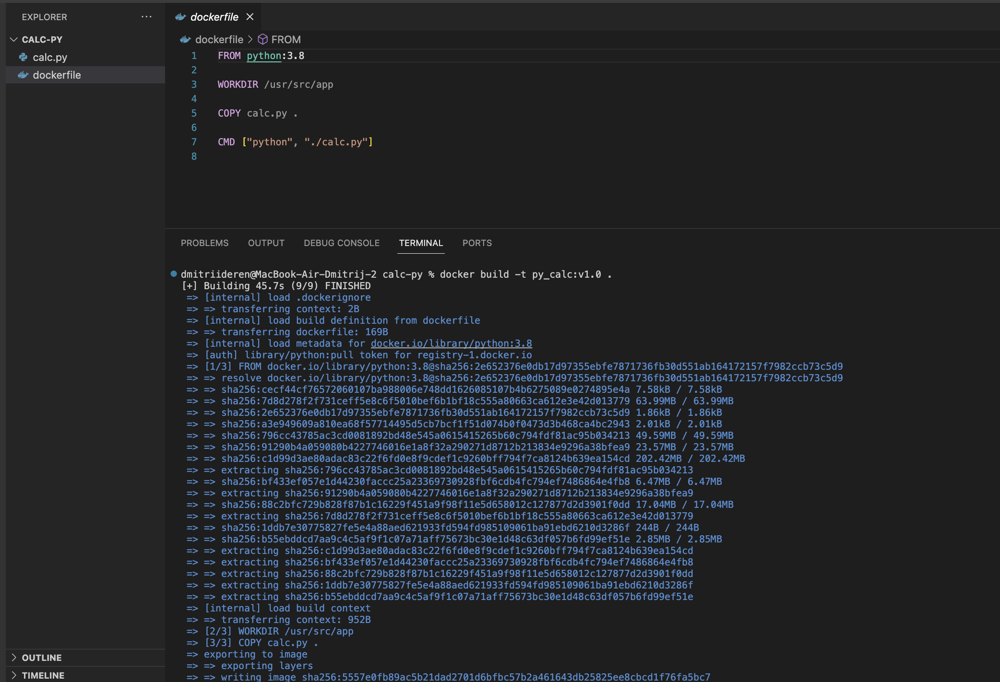 EXPLORER
CALC-PY
calc.py
dockerfile
OUTLINE
TIMELINE
dockerfile
dockerfile > FROM
1 FROM python:3.8
2
3 WORKDIR /usr/src/app
4
5 COPY calc.py .
6
7 CMD ["python", "./calc.py"]
8
PROBLEMS OUTPUT DEBUG CONSOLE TERMINAL PORTS
dmitriideren@MacBook-Air-Dmitrij-2 calc-py % docker build -t py_calc:v1.0 .
[+] Building 45.7s (9/9) FINISHED
=> [internal] load .dockerignore
=> => transferring context: 2B
=> [internal] load build definition from dockerfile
=> => transferring dockerfile: 169B
=> [internal] load metadata for docker.io/library/python:3.8
=> [auth] library/python:pull token for registry-1.docker.io
=> [1/3] FROM docker.io/library/python:3.8@sha256:2e652376e0db17d97355ebfe7871736fb30d551ab164172157f7982ccb73c5d9
=> => resolve docker.io/library/python:3.8@sha256:2e652376e0db17d97355ebfe7871736fb30d551ab164172157f7982ccb73c5d9
=> => sha256:cecf44cf76572060107ba988006e748dd1626085107b4b6275089e0274895e4a 7.58kB / 7.58kB
=> => sha256:7d8d278f2f731ceff5e8c6f5010bef6b1bf18c555a80663ca612e3e42d013779 63.99MB / 63.99MB
=> => sha256:2e652376e0db17d97355ebfe7871736fb30d551ab164172157f7982ccb73c5d9 1.86kB / 1.86kB
=> => sha256:a3e949609a810ea68f57714495d5cb7bcf1f51d074b0f0473d3b468ca4bc2943 2.01kB / 2.01kB
=> => sha256:796cc43785ac3cd0081892bd48e545a0615415265b60c794fdf81ac95b034213 49.59MB / 49.59MB
=> => sha256:91290b4a059080b4227746016e1a8f32a290271d8712b213834e9296a38bfea9 23.57MB / 23.57MB
=> => sha256:c1d99d3ae80adac83c22f6fd0e8f9cdef1c9260bff794f7ca8124b639ea154cd 202.42MB / 202.42MB
=> => extracting sha256:796cc43785ac3cd0081892bd48e545a0615415265b60c794fdf81ac95b034213
=> => sha256:bf433ef057e1d44230faccc25a23369730928fbf6cdb4fc794ef7486864e4fb8 6.47MB / 6.47MB
=> => extracting sha256:91290b4a059080b4227746016e1a8f32a290271d8712b213834e9296a38bfea9
=> => sha256:88c2bfc729b828f87b1c16229f451a9f98f11e5d658012c127877d2d3901f0dd 17.04MB / 17.04MB
=> => extracting sha256:7d8d278f2f731ceff5e8c6f5010bef6b1bf18c555a80663ca612e3e42d013779
=> => sha256:1ddb7e30775827fe5e4a88aed621933fd594fd985109061ba91ebd6210d3286f 244B / 244B
=> => sha256:b55ebddcd7aa9c4c5af9f1c07a71aff75673bc30e1d48c63df057b6fd99ef51e 2.85MB / 2.85MB
=> => extracting sha256:c1d99d3ae80adac83c22f6fd0e8f9cdef1c9260bff794f7ca8124b639ea154cd
=> => extracting sha256:bf433ef057e1d44230faccc25a23369730928fbf6cdb4fc794ef7486864e4fb8
=> => extracting sha256:88c2bfc729b828f87b1c16229f451a9f98f11e5d658012c127877d2d3901f0dd
=> => extracting sha256:1ddb7e30775827fe5e4a88aed621933fd594fd985109061ba91ebd6210d3286f
=> => extracting sha256:b55ebddcd7aa9c4c5af9f1c07a71aff75673bc30e1d48c63df057b6fd99ef51e
=> [internal] load build context
=> => transferring context: 952B
=> [2/3] WORKDIR /usr/src/app
=> [3/3] COPY calc.py .
=> exporting to image
=> => exporting layers
=> => writing image sha256:5557e0fb89ac5b21dad2701d6bfbc57b2a461643db25825ee8cbcd1f76fa5bc7